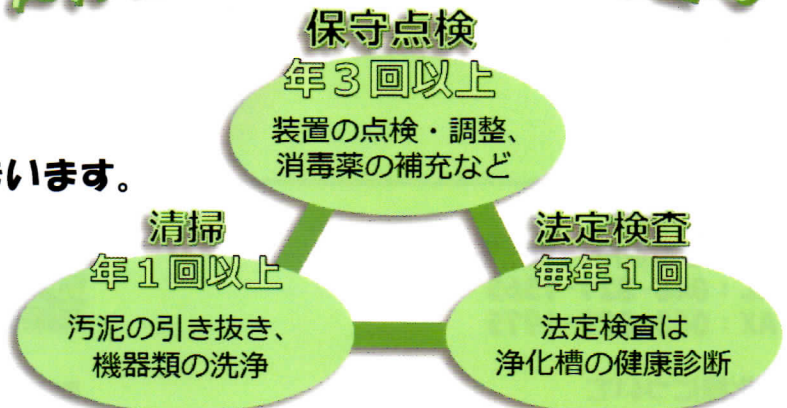 保守点検
年3回以上
装置の点検・調整、
消毒薬の補充など
います。
清掃
年1回以上
汚泥の引き抜き、
機器類の洗浄
法定検査
毎年1回
法定検査は
浄化槽の健康診断